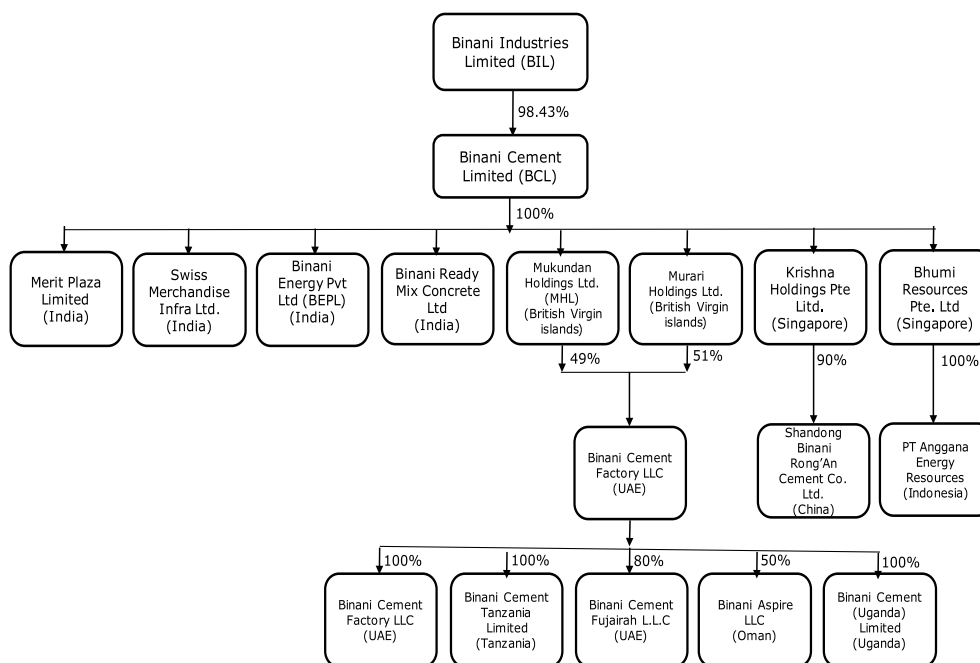 Binani Industries
Limited (BIL)
98.43%
Binani Cement
Limited (BCL)
100%
Merit Plaza
Limited
(India)
Swiss
Merchandise
Infra Ltd.
(India)
Binani
Energy Pvt
Ltd (BEPL)
(India)
Binani Ready
Mix Concrete
Ltd
(India)
Mukundan
Holdings Ltd.
(MHL)
(British Virgin
islands)
Murari
Holdings Ltd.
(British Virgin
islands)
Krishna
Holdings Pte
Litd.
(Singapore)
Bhumi
Resources
Pte. Ltd
(Singapore)
49%
51%
90%
100%
Binani Cement
Factory LLC
(UAE)
Shandong
Binani
Rong'An
Cement Co.
Ltd.
(China)
PT Anggana
Energy
Resources
(Indonesia)
100%
100%
80%
50%
100%
Binani Cement
Factory LLC
(UAE)
Binani Cement
Tanzania
Limited
(Tanzania)
Binani Cement
Fujairah L.L.C
(UAE)
Binani Aspire
LLC
(Oman)
Binani Cement
(Uganda)
Limited
(Uganda)